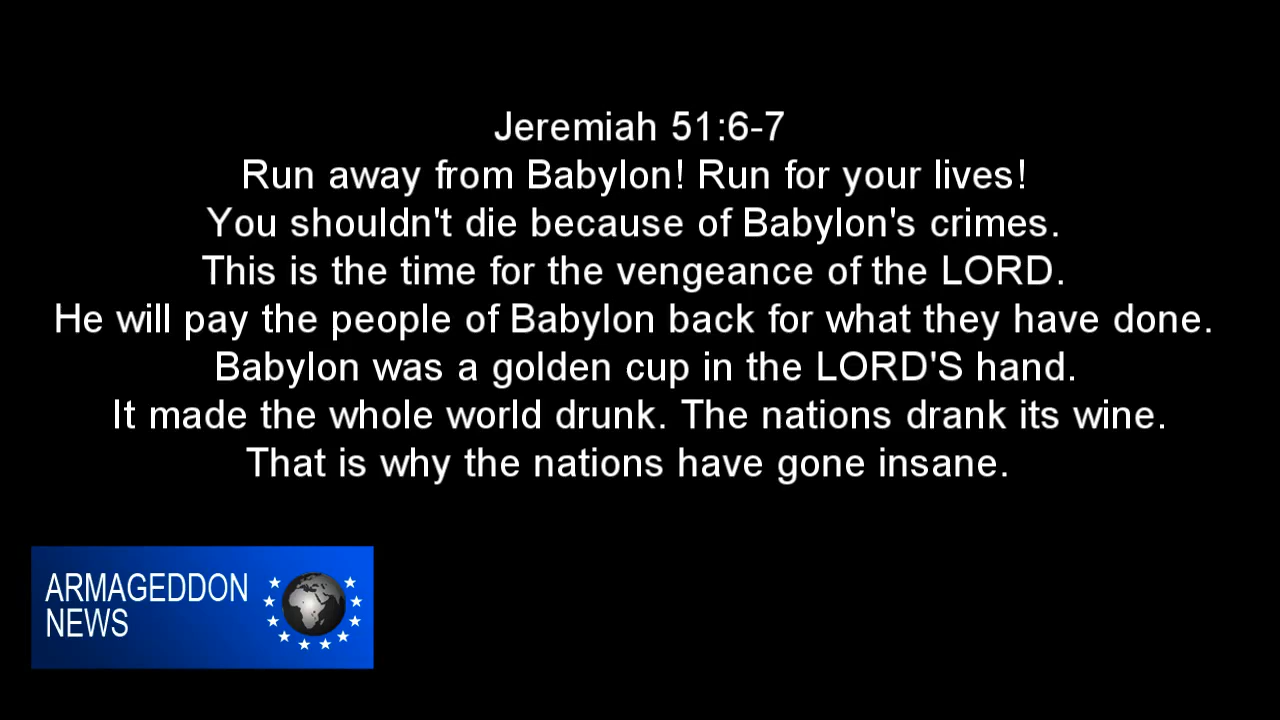 Jeremiah 51:6-7
Run away from Babylon! Run for your lives!
You shouldn't die because of Babylon's crimes.
This is the time for the vengeance of the LORD.
He will pay the people of Babylon back for what they have done.
Babylon was a golden cup in the LORD'S hand.
It made the whole world drunk. The nations drank its wine.
That is why the nations have gone insane.
ARMAGEDDON
NEWS